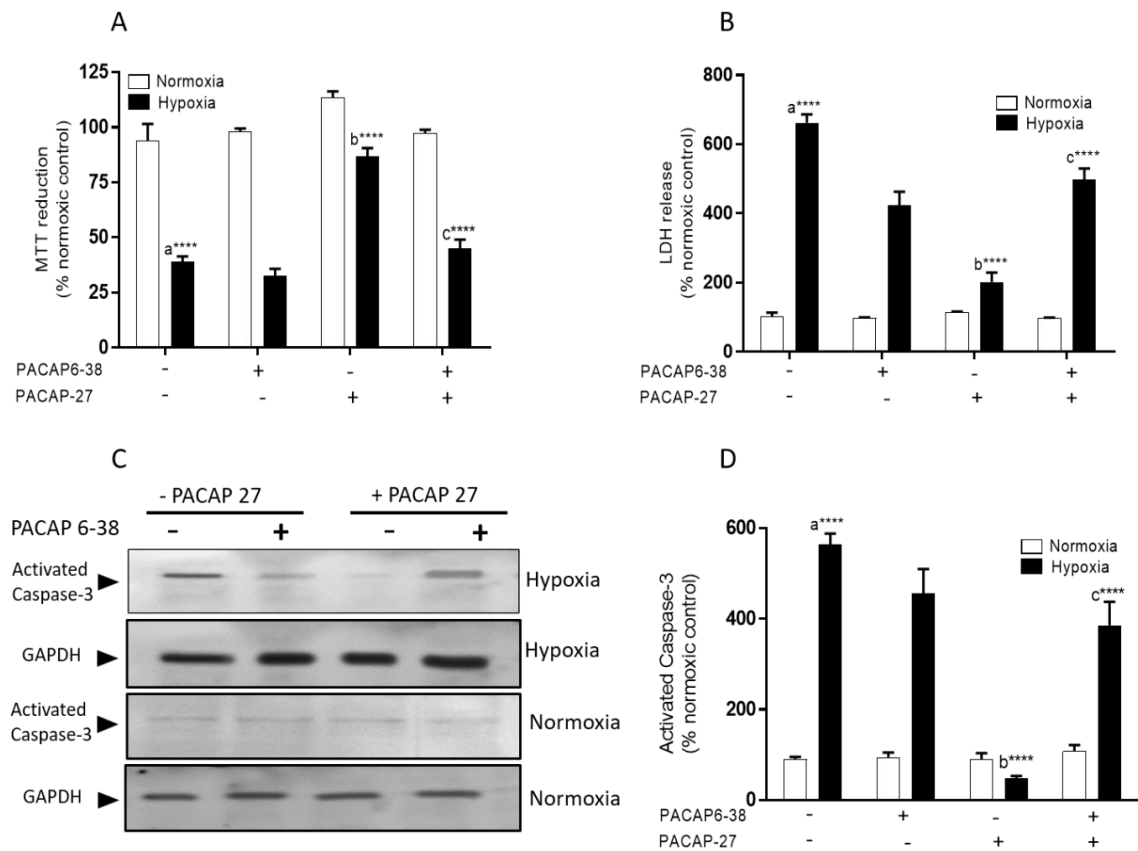 A
125
100
75
50
25
0
MTT reduction
(% normoxic control)
Normoxia
Hypoxia
a****
b****
c****
PACAP6-38 - + - +
PACAP-27 - - + +
B
800
600
400
200
0
LDH release
(% normoxic control)
Normoxia
Hypoxia
a****
b****
c****
PACAP6-38 - + - +
PACAP-27 - - + +
C
- PACAP 27 + PACAP 27
PACAP 6-38 - + - +
Activated
Caspase-3
Hypoxia
GAPDH
Hypoxia
Activated
Caspase-3
Normoxia
GAPDH
Normoxia
D
600
400
200
0
Activated Caspase-3
(% normoxic control)
Normoxia
Hypoxia
a****
b****
c****
PACAP6-38 - + - +
PACAP-27 - - + +